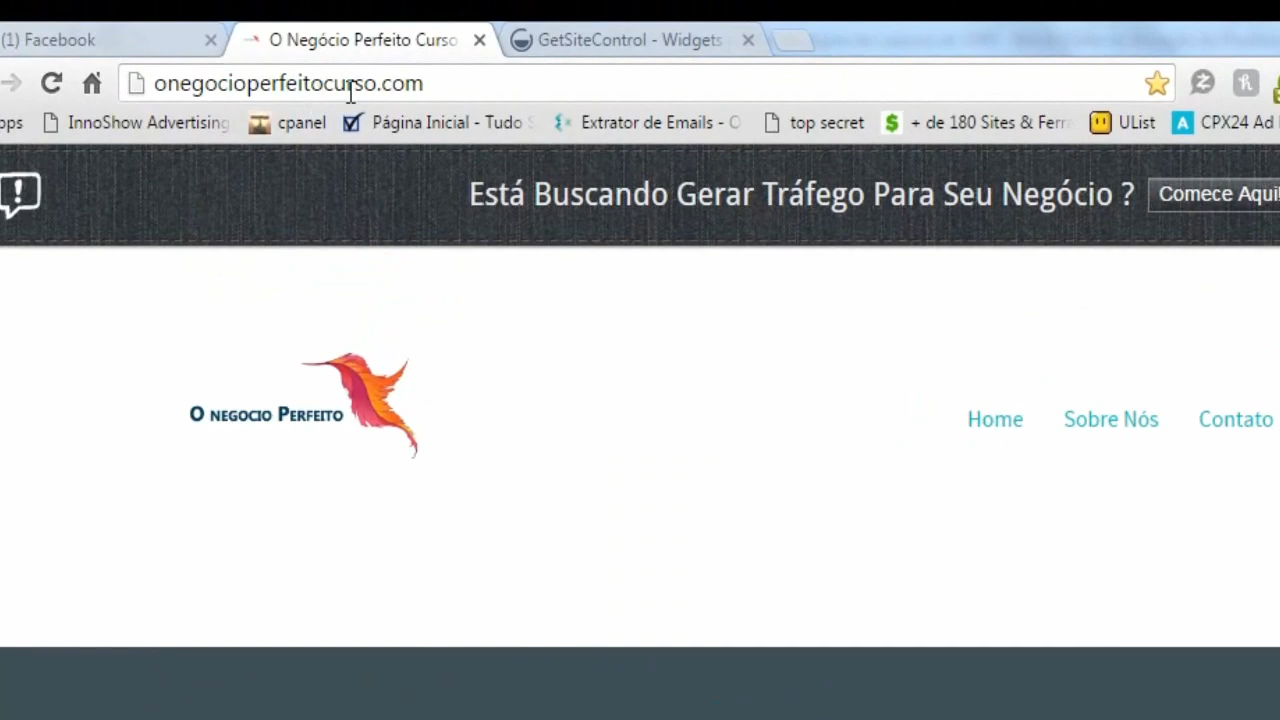 (1) Facebook
O Negócio Perfeito Curso
GetSiteControl - Widgets
onegocioperfeitocurso.com
InnoShow Advertising
cpanel
Página Inicial - Tudo
Extrator de Emails -
top secret
$ + de 180 Sites &
UList
A CPX24 Ad
Está Buscando Gerar Tráfego Para Seu Negócio ?
Comece Aqui!
O NEGOCIO PERFEITO
Home
Sobre Nós
Contato